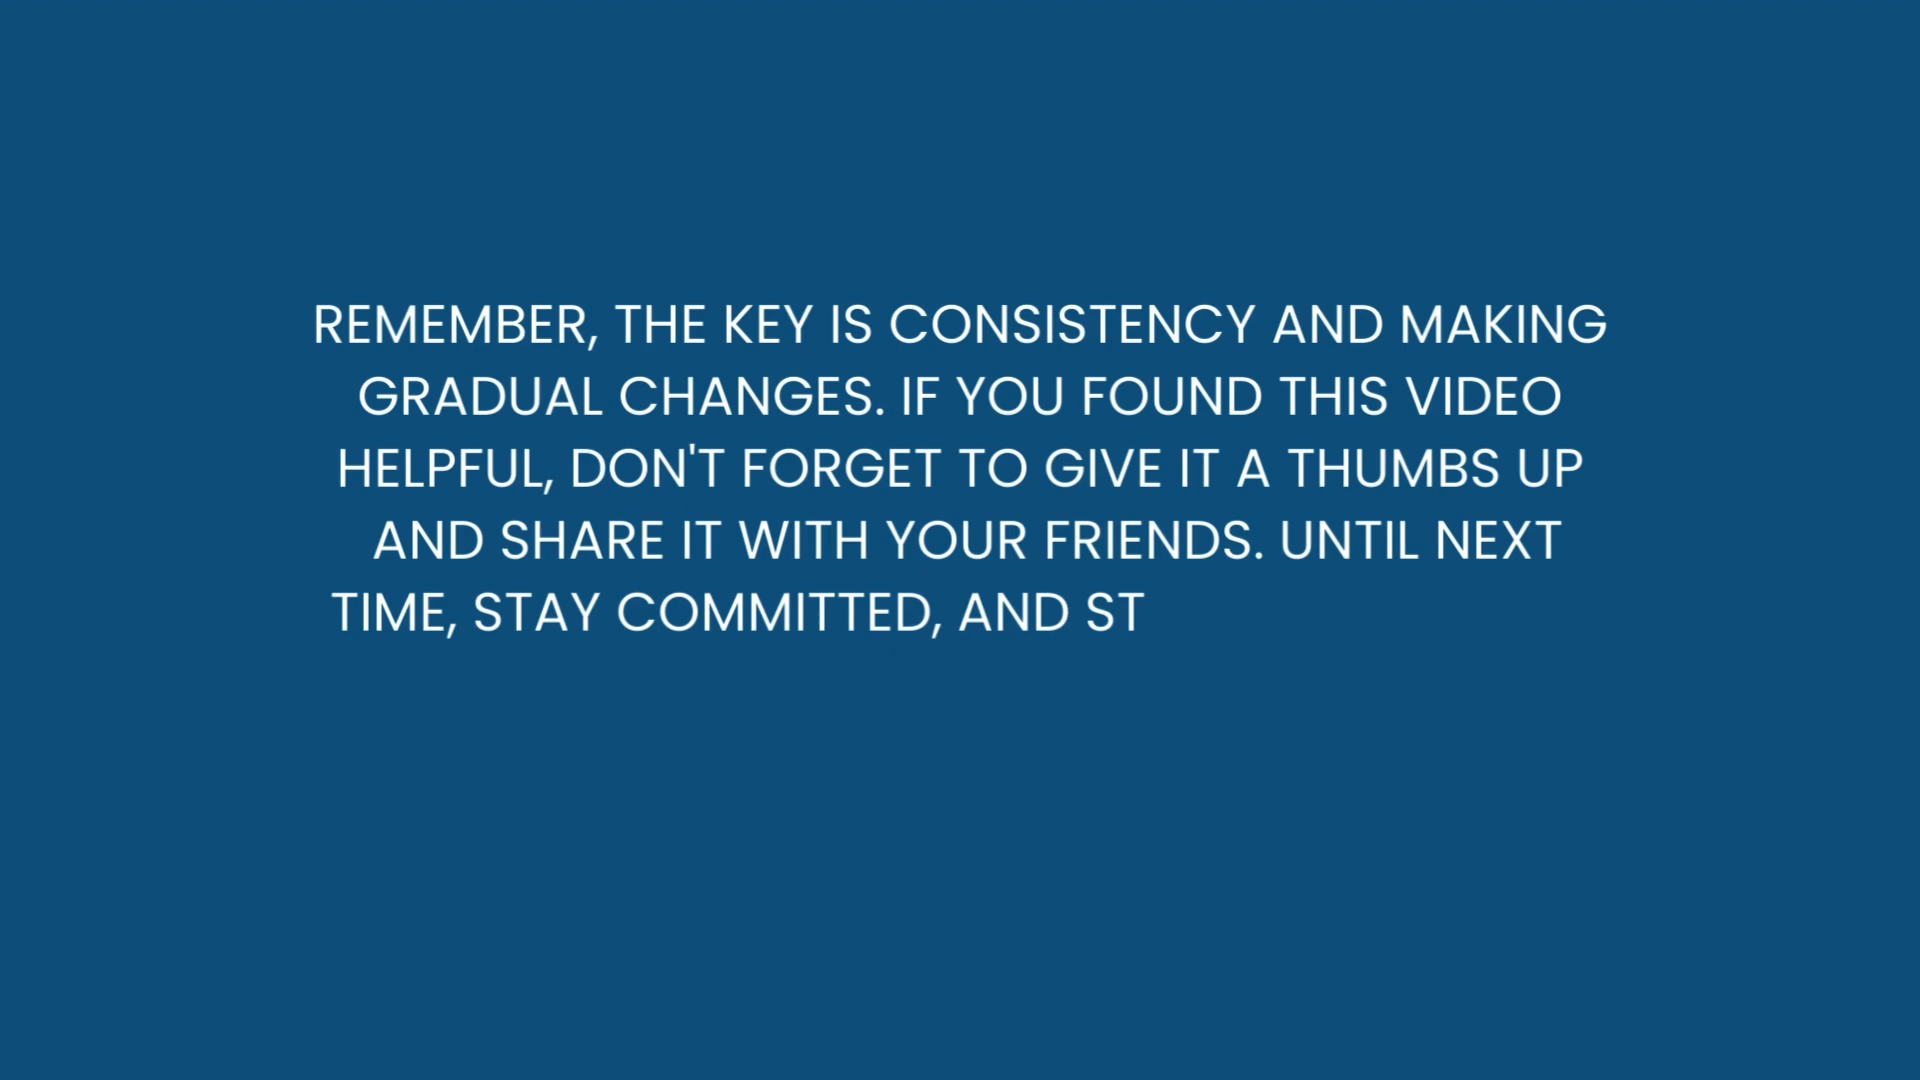 REMEMBER, THE KEY IS CONSISTENCY AND MAKING
GRADUAL CHANGES. IF YOU FOUND THIS VIDEO
HELPFUL, DON'T FORGET TO GIVE IT A THUMBS UP
AND SHARE IT WITH YOUR FRIENDS. UNTIL NEXT
TIME, STAY COMMITTED, AND ST